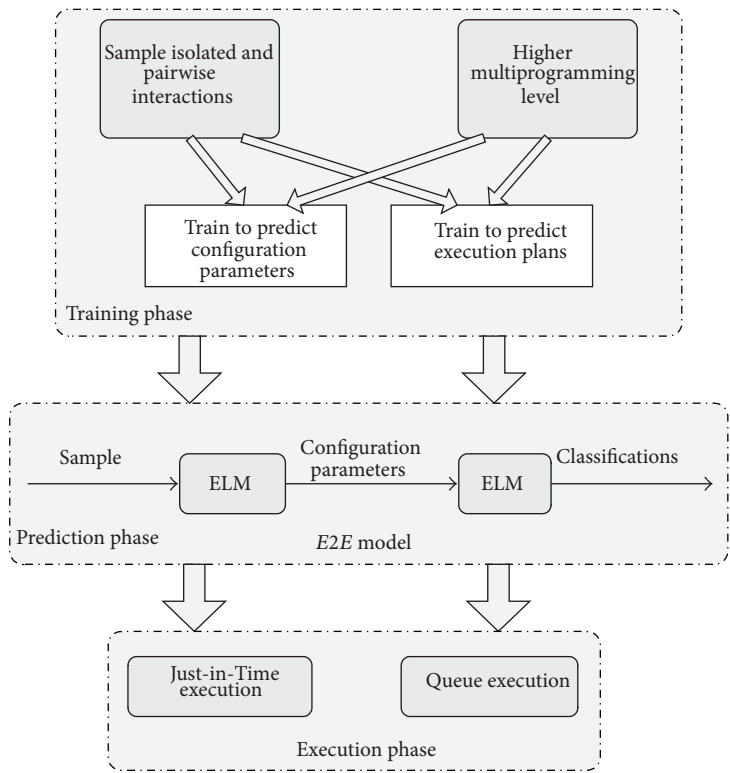 Sample isolated and
pairwise
interactions
Higher
multiprogramming
level
Train to predict
configuration
parameters
Train to predict
execution plans
Training phase
Sample
ELM
Configuration
parameters
ELM
Classifications
Prediction phase
E2E model
Just-in-Time
execution
Queue execution
Execution phase